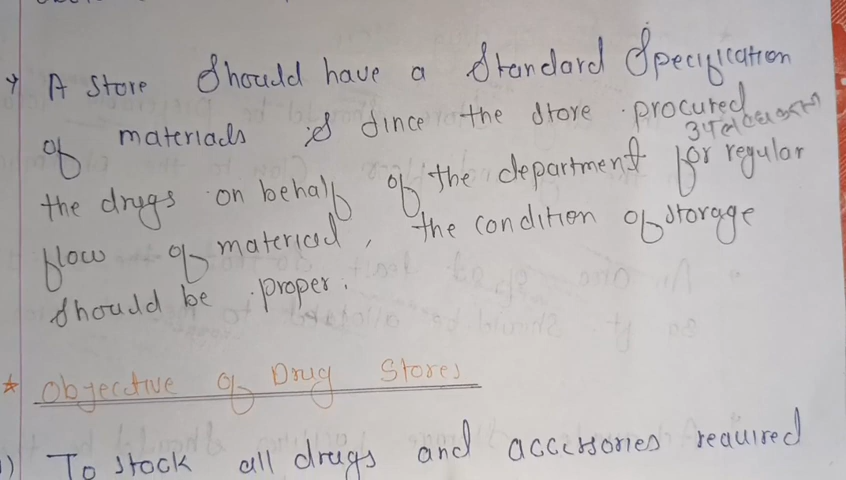 → A store should have a standard specification
of materials since the store procured
the drugs on behalf of the department for regular
flow of material, the condition of storage
should be proper.
* Objective of Drug Stores
1) To stock all drugs and accessories required